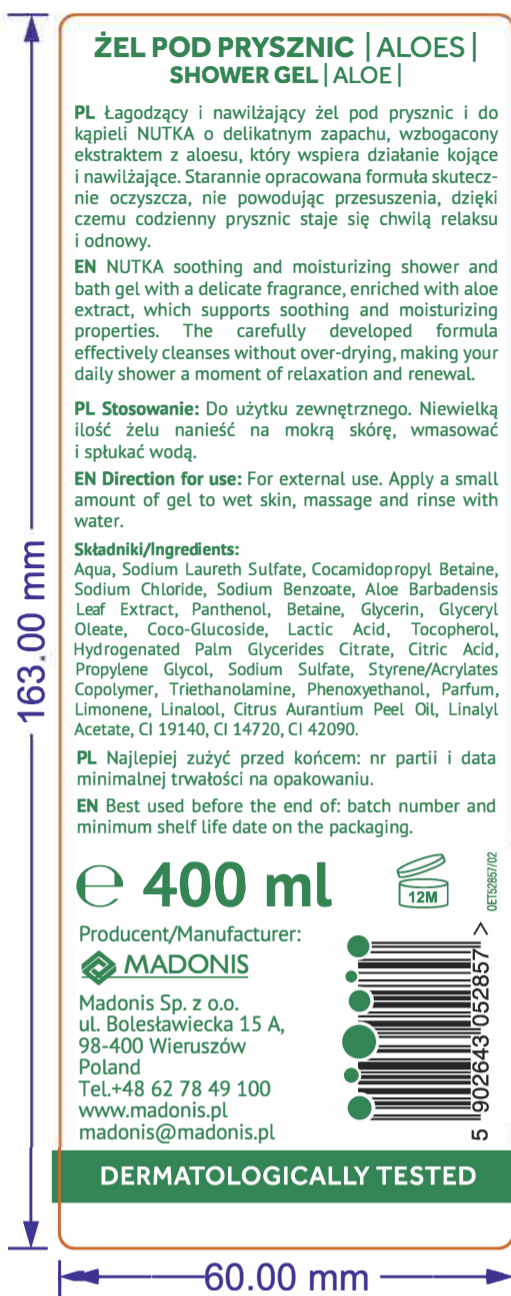 ŻEL POD PRYSZNIC | ALOES |
SHOWER GEL | ALOE |
PL Łagodzący i nawilżający żel pod prysznic i do
kąpieli NUTKA o delikatnym zapachu, wzbogacony
ekstraktem z aloesu, który wspiera działanie kojące
i nawilżające. Starannie opracowana formuła skutecz-
nie oczyszcza, nie powodując przesuszenia, dzięki
czemu codzienny prysznic staje się chwilą relaksu
i odnowy.
EN NUTKA soothing and moisturizing shower and
bath gel with a delicate fragrance, enriched with aloe
extract, which supports soothing and moisturizing
properties. The carefully developed formula
effectively cleanses without over-drying, making your
daily shower a moment of relaxation and renewal.
PL Stosowanie: Do użytku zewnętrznego. Niewielką
ilość żelu nanieść na mokrą skórę, wmasować
i spłukać wodą.
EN Direction for use: For external use. Apply a small
amount of gel to wet skin, massage and rinse with
water.
Składniki/Ingredients:
Aqua, Sodium Laureth Sulfate, Cocamidopropyl Betaine,
Sodium Chloride, Sodium Benzoate, Aloe Barbadensis
Leaf Extract, Panthenol, Betaine, Glycerin, Glyceryl
Oleate, Coco-Glucoside, Lactic Acid, Tocopherol,
Hydrogenated Palm Glycerides Citrate, Citric Acid,
Propylene Glycol, Sodium Sulfate, Styrene/Acrylates
Copolymer, Triethanolamine, Phenoxyethanol, Parfum,
Limonene, Linalool, Citrus Aurantium Peel Oil, Linalyl
Acetate, CI 19140, CI 14720, CI 42090.
PL Najlepiej zużyć przed końcem: nr partii i data
minimalnej trwałości na opakowaniu.
EN Best used before the end of: batch number and
minimum shelf life date on the packaging.
℮ 400 ml
12M
OET52857/02
Producent/Manufacturer:
MADONIS
Madonis Sp. z o.o.
ul. Bolesławiecka 15 A,
98-400 Wieruszów
Poland
Tel.+48 62 78 49 100
www.madonis.pl
madonis@madonis.pl
5 902643 052857 >
DERMATOLOGICALLY TESTED
163.00 mm
60.00 mm